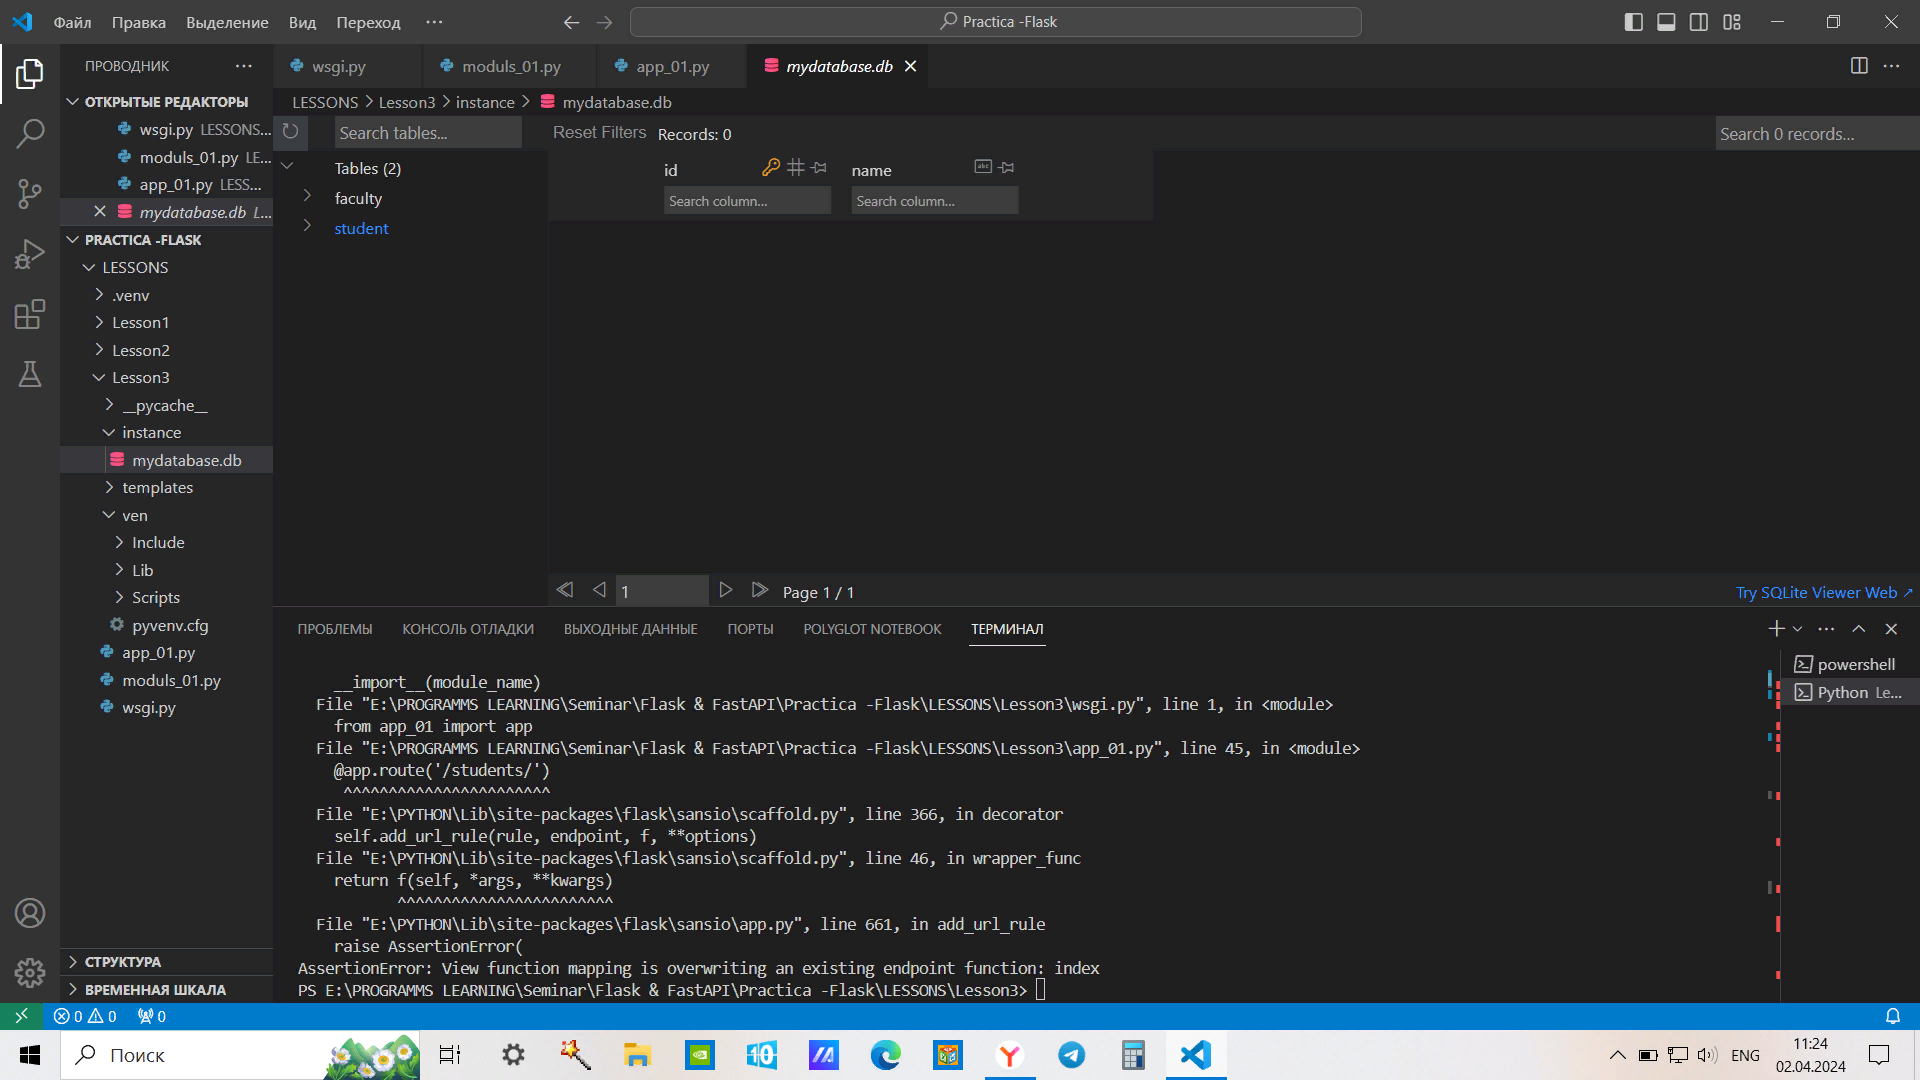 Файл Правка Выделение Вид Переход ···
Practica -Flask
ПРОВОДНИК ···
ОТКРЫТЫЕ РЕДАКТОРЫ
wsgi.py LESSONS...
moduls_01.py LE...
app_01.py LESS...
mydatabase.db L...
PRACTICA -FLASK
LESSONS
.venv
Lesson1
Lesson2
Lesson3
__pycache__
instance
mydatabase.db
templates
ven
Include
Lib
Scripts
pyvenv.cfg
app_01.py
moduls_01.py
wsgi.py
СТРУКТУРА
ВРЕМЕННАЯ ШКАЛА
wsgi.py moduls_01.py app_01.py mydatabase.db
LESSONS > Lesson3 > instance > mydatabase.db
Search tables... Reset Filters Records: 0 Search 0 records...
Tables (2)
faculty
student
id name
Search column... Search column...
1 Page 1 / 1 Try SQLite Viewer Web ↗
ПРОБЛЕМЫ КОНСОЛЬ ОТЛАДКИ ВЫХОДНЫЕ ДАННЫЕ ПОРТЫ POLYGLOT NOTEBOOK ТЕРМИНАЛ
__import__(module_name)
File "E:\PROGRAMMS LEARNING\Seminar\Flask & FastAPI\Practica -Flask\LESSONS\Lesson3\wsgi.py", line 1, in <module>
from app_01 import app
File "E:\PROGRAMMS LEARNING\Seminar\Flask & FastAPI\Practica -Flask\LESSONS\Lesson3\app_01.py", line 45, in <module>
@app.route('/students/')
^^^^^^^^^^^^^^^^^^^^^^^
File "E:\PYTHON\Lib\site-packages\flask\sansio\scaffold.py", line 366, in decorator
self.add_url_rule(rule, endpoint, f, **options)
File "E:\PYTHON\Lib\site-packages\flask\sansio\scaffold.py", line 46, in wrapper_func
return f(self, *args, **kwargs)
^^^^^^^^^^^^^^^^^^^^^^^^
File "E:\PYTHON\Lib\site-packages\flask\sansio\app.py", line 661, in add_url_rule
raise AssertionError(
AssertionError: View function mapping is overwriting an existing endpoint function: index
PS E:\PROGRAMMS LEARNING\Seminar\Flask & FastAPI\Practica -Flask\LESSONS\Lesson3>
powershell
Python Le...
0 0 0
Поиск
10
ENG
11:24
02.04.2024